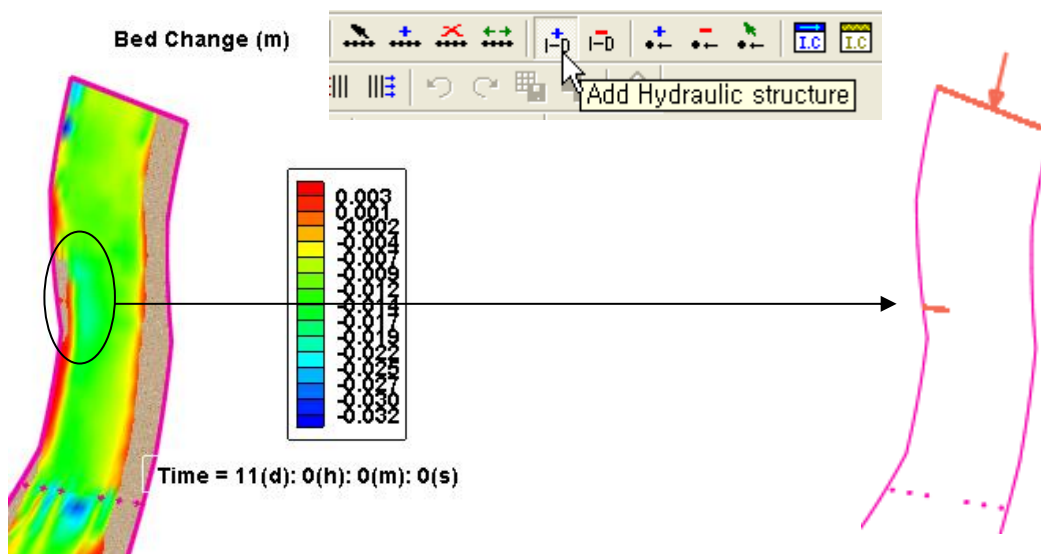 Bed Change (m)
I-D
I-D
I.C
I.C
Add Hydraulic structure
0.003
0.001
-0.002
-0.004
-0.007
-0.009
-0.012
-0.014
-0.017
-0.019
-0.022
-0.025
-0.027
-0.030
-0.032
Time = 11(d): 0(h): 0(m): 0(s)